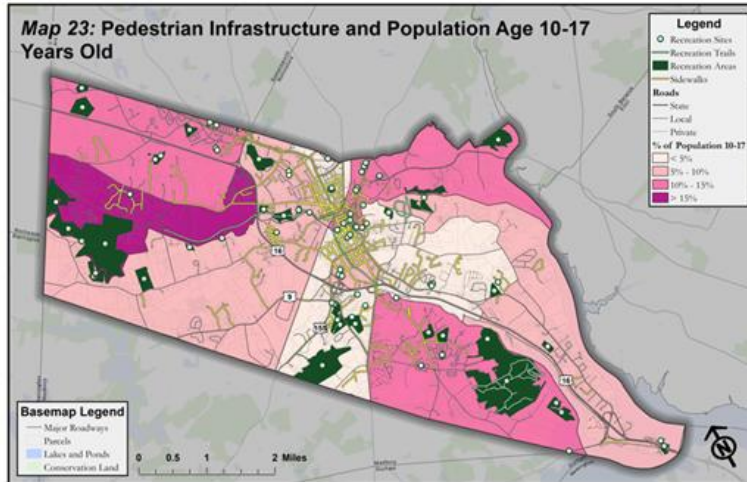 Map 23: Pedestrian Infrastructure and Population Age 10-17
Years Old
Legend
Recreation Sites
Recreation Trails
Recreation Areas
Sidewalks
Roads
State
Local
Private
% of Population 10-17
< 5%
5% - 10%
10% - 15%
> 15%
16
9
155
16
Basemap Legend
Major Roadways
Parcels
Lakes and Ponds
Conservation Land
0 0.5 1 2 Miles
N